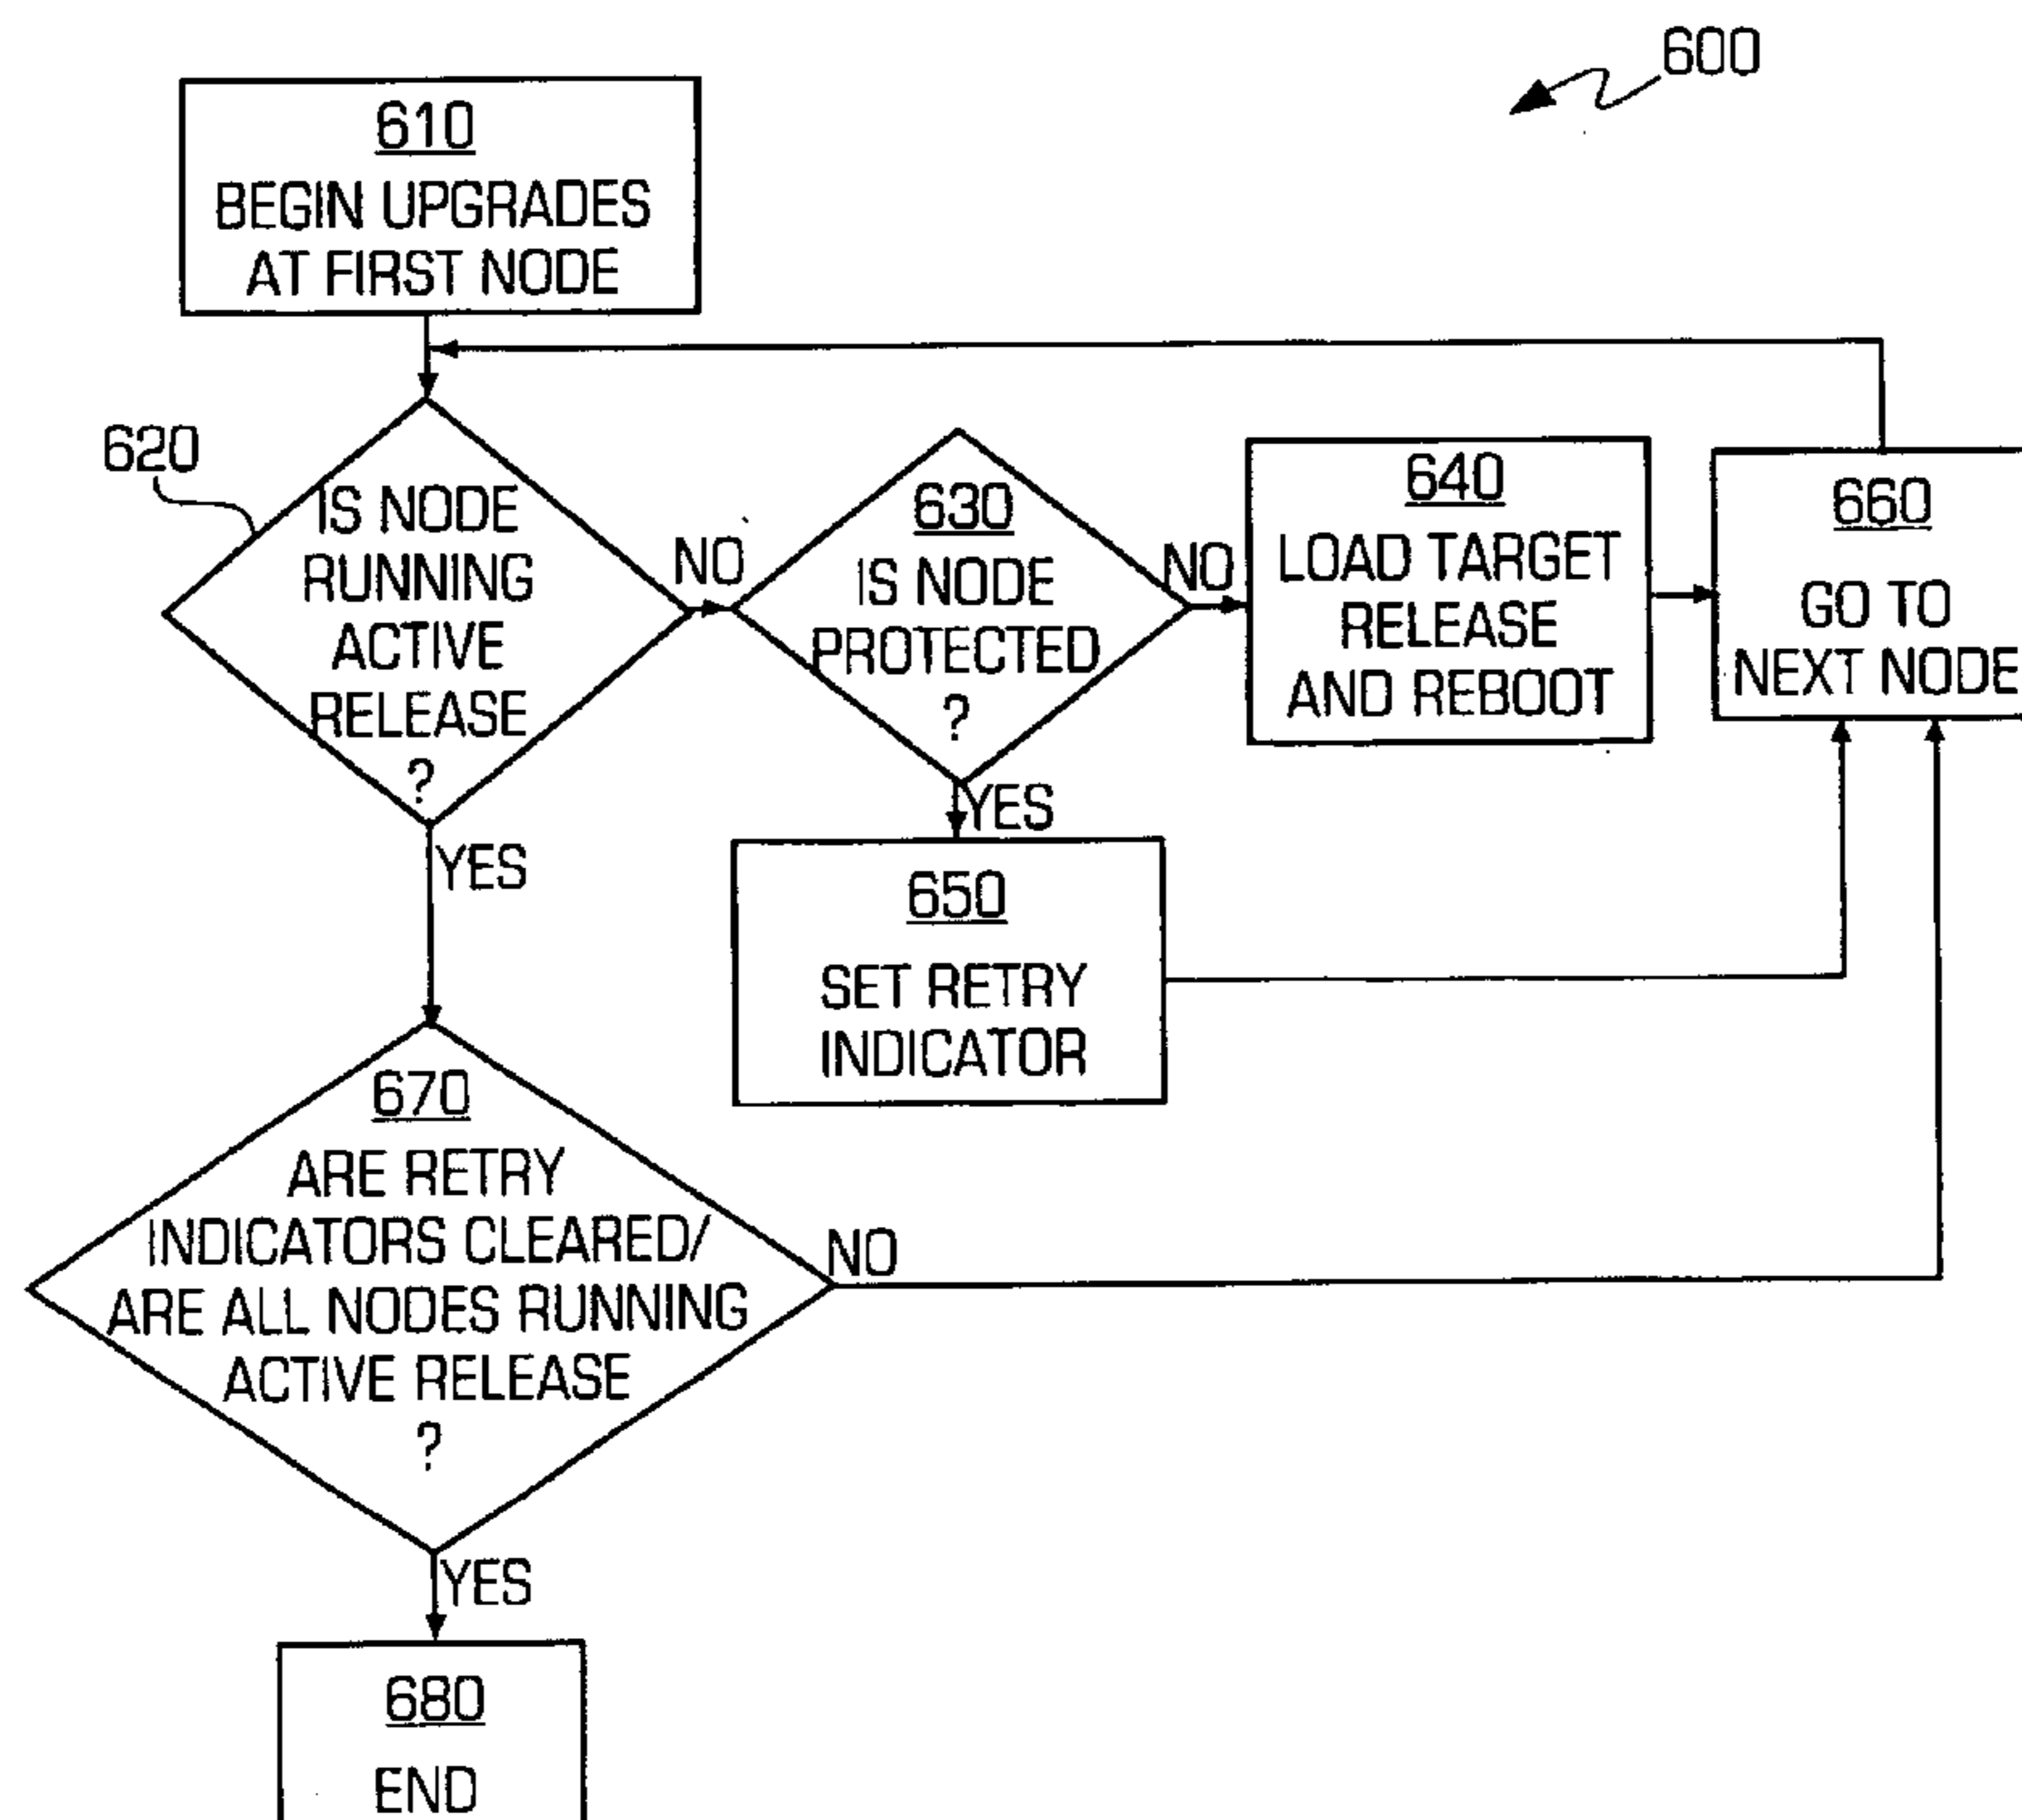 600
610
BEGIN UPGRADES
AT FIRST NODE
620
IS NODE
RUNNING
ACTIVE
RELEASE
?
NO
YES
630
IS NODE
PROTECTED
?
NO
YES
640
LOAD TARGET
RELEASE
AND REBOOT
660
GO TO
NEXT NODE
650
SET RETRY
INDICATOR
670
ARE RETRY
INDICATORS CLEARED/
ARE ALL NODES RUNNING
ACTIVE RELEASE
?
NO
YES
680
END